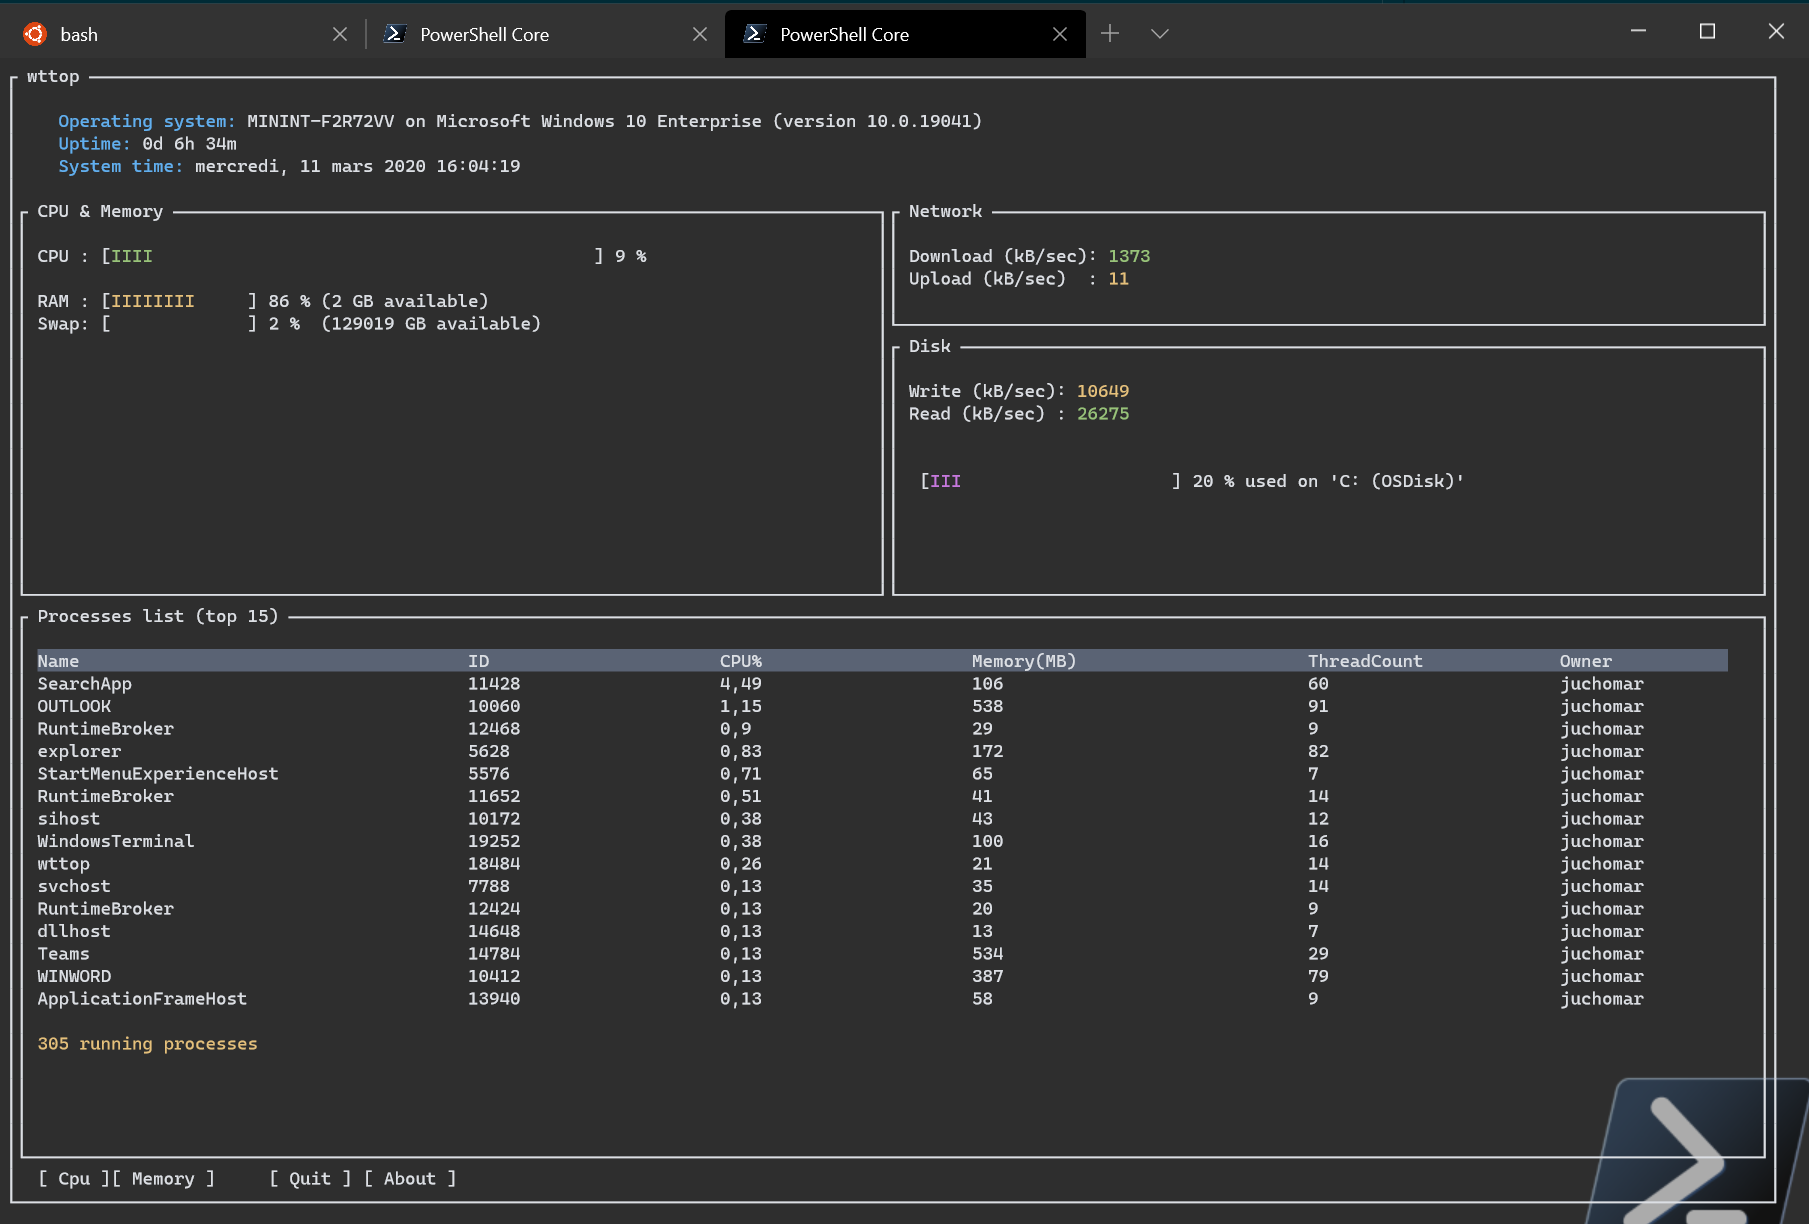 bash
PowerShell Core
PowerShell Core
wttop
Operating system: MININT-F2R72VV on Microsoft Windows 10 Enterprise (version 10.0.19041)
Uptime: 0d 6h 34m
System time: mercredi, 11 mars 2020 16:04:19
CPU & Memory
CPU : [IIII ] 9 %
RAM : [IIIIIIII ] 86 % (2 GB available)
Swap: [ ] 2 % (129019 GB available)
Network
Download (kB/sec): 1373
Upload (kB/sec) : 11
Disk
Write (kB/sec): 10649
Read (kB/sec) : 26275
[III ] 20 % used on 'C: (OSDisk)'
Processes list (top 15)
Name ID CPU% Memory(MB) ThreadCount Owner
SearchApp 11428 4,49 106 60 juchomar
OUTLOOK 10060 1,15 538 91 juchomar
RuntimeBroker 12468 0,9 29 9 juchomar
explorer 5628 0,83 172 82 juchomar
StartMenuExperienceHost 5576 0,71 65 7 juchomar
RuntimeBroker 11652 0,51 41 14 juchomar
sihost 10172 0,38 43 12 juchomar
WindowsTerminal 19252 0,38 100 16 juchomar
wttop 18484 0,26 21 14 juchomar
svchost 7788 0,13 35 14 juchomar
RuntimeBroker 12424 0,13 20 9 juchomar
dllhost 14648 0,13 13 7 juchomar
Teams 14784 0,13 534 29 juchomar
WINWORD 10412 0,13 387 79 juchomar
ApplicationFrameHost 13940 0,13 58 9 juchomar
305 running processes
[ Cpu ][ Memory ] [ Quit ] [ About ]